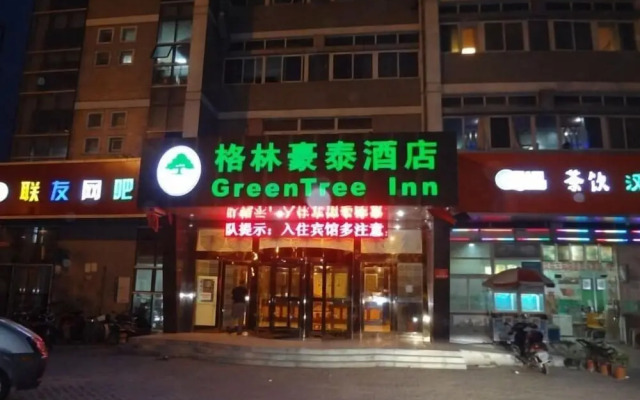 格林豪泰酒店
GreenTree Inn
联友网吧
茶饮 汉
队提示：入住宾馆多注意